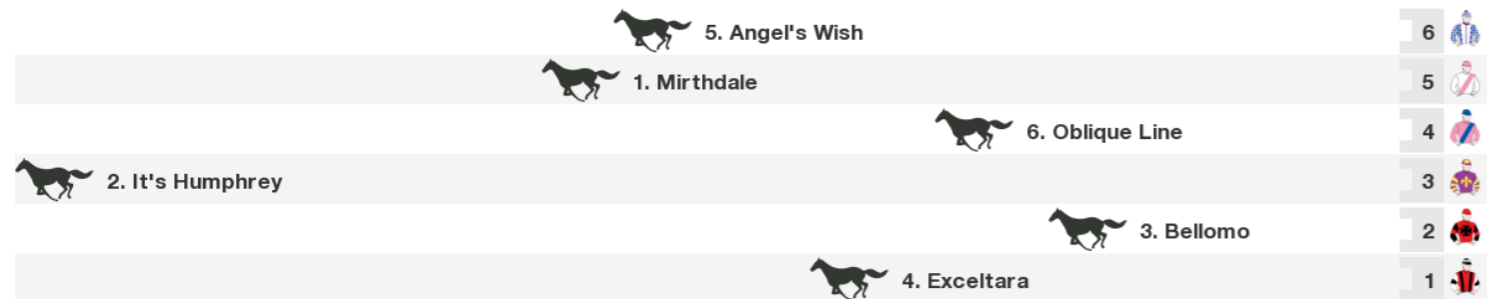 5. Angel's Wish 6
1. Mirthdale 5
6. Oblique Line 4
2. It's Humphrey 3
3. Bellomo 2
4. Exceltara 1